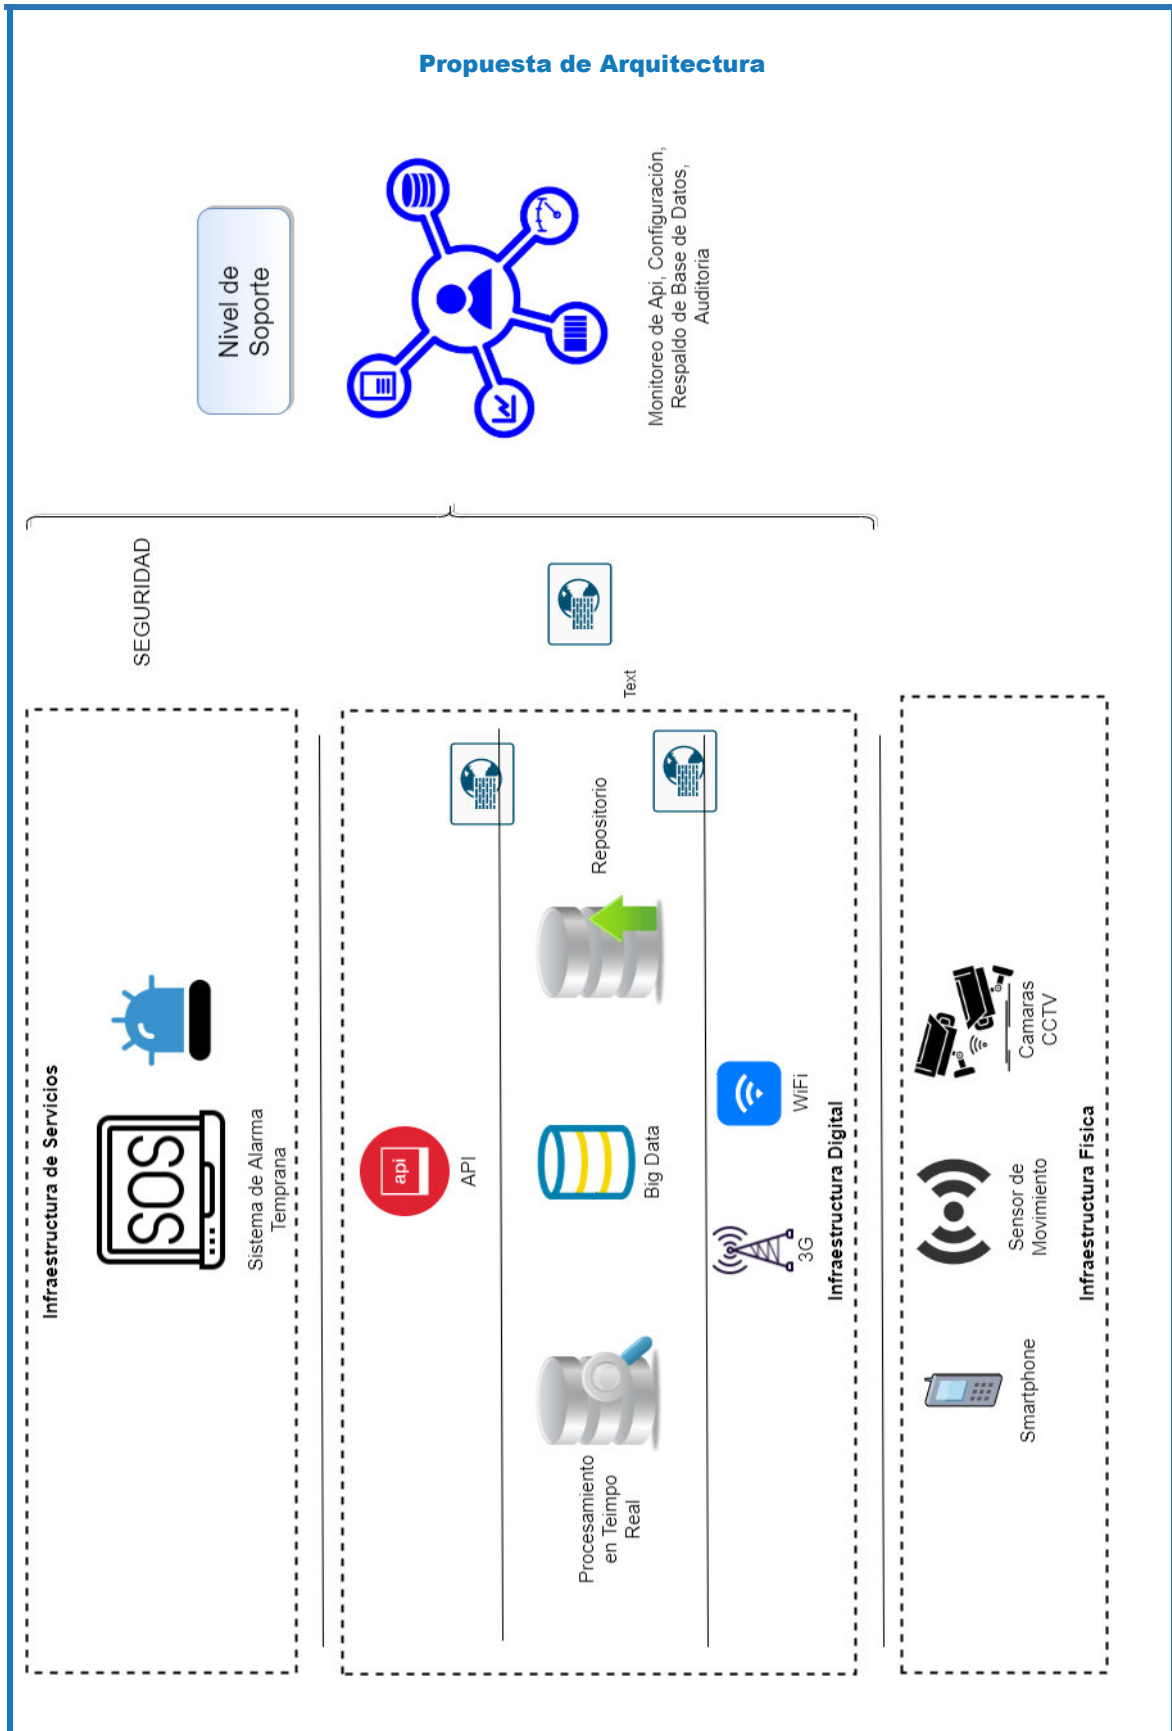 Propuesta de Arquitectura
Infraestructura de Servicios
SOS
Sistema de Alarma
Temprana
SEGURIDAD
Nivel de
Soporte
api
API
Procesamiento
en Teimpo
Real
Big Data
Repositorio
Text
3G
WiFi
Infraestructura Digital
Monitoreo de Api, Configuración,
Respaldo de Base de Datos,
Auditoria
Smartphone
Sensor de
Movimiento
Camaras
CCTV
Infraestructura Física